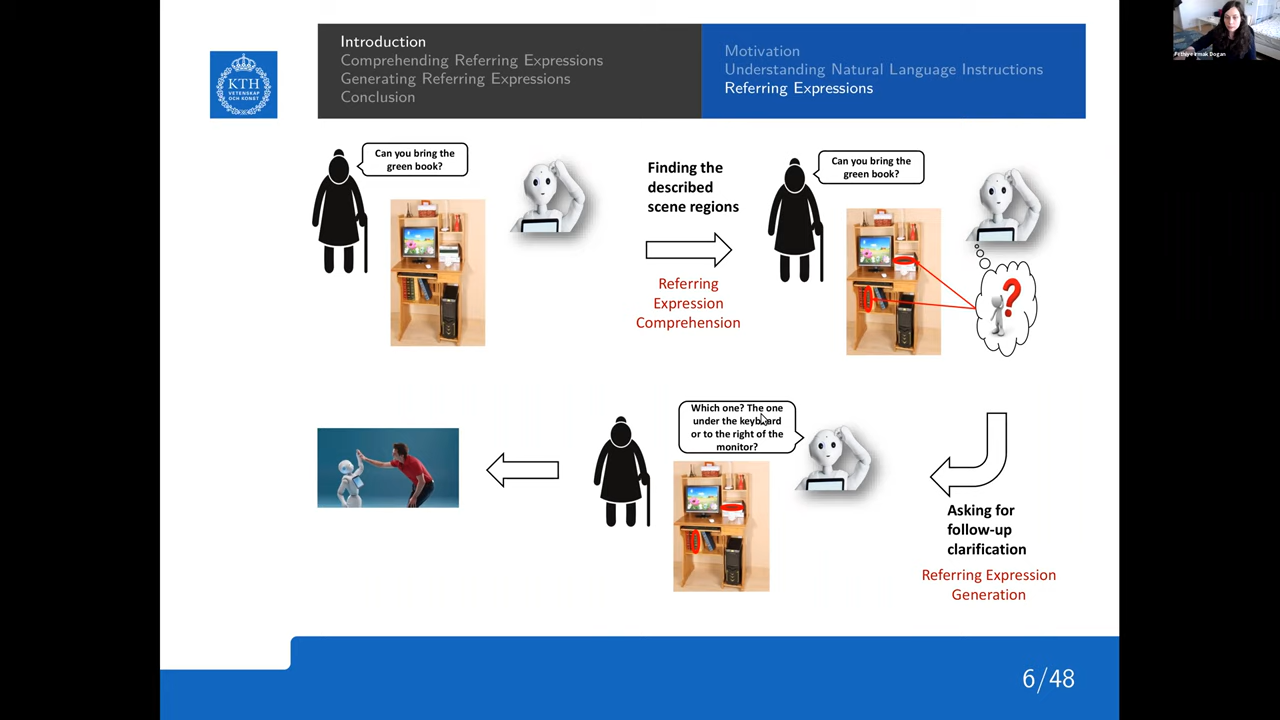 Introduction
Comprehending Referring Expressions
Generating Referring Expressions
Conclusion
Motivation
Understanding Natural Language Instructions
Referring Expressions
KTH
VETENSKAP
OCH KONST
Can you bring the
green book?
Finding the
described
scene regions
Referring
Expression
Comprehension
Can you bring the
green book?
?
Which one? The one
under the keyboard
or to the right of the
monitor?
Asking for
follow-up
clarification
Referring Expression
Generation
6/48